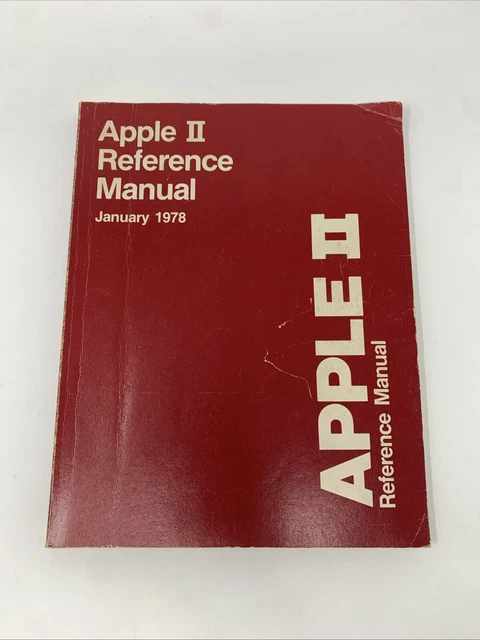 Apple II
Reference
Manual
January 1978
APPLE II
Reference Manual